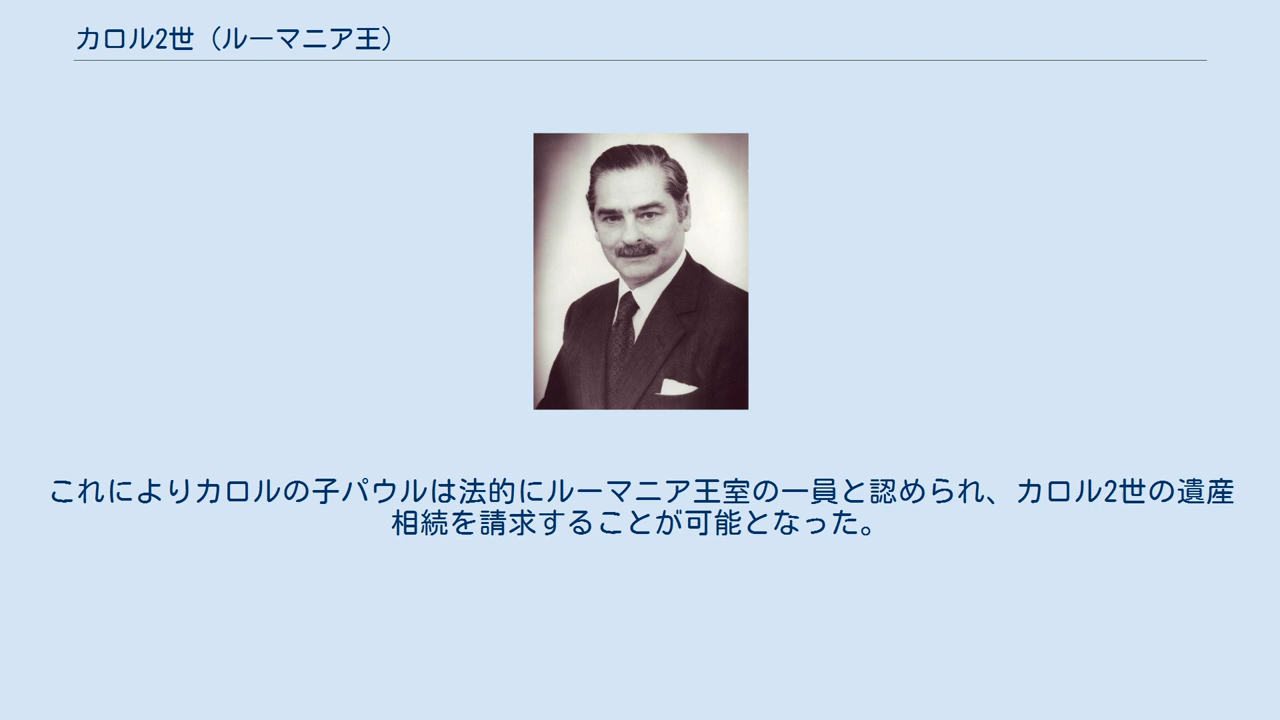 カロル2世（ルーマニア王）
これによりカロルの子パウルは法的にルーマニア王室の一員と認められ、カロル2世の遺産
相続を請求することが可能となった。